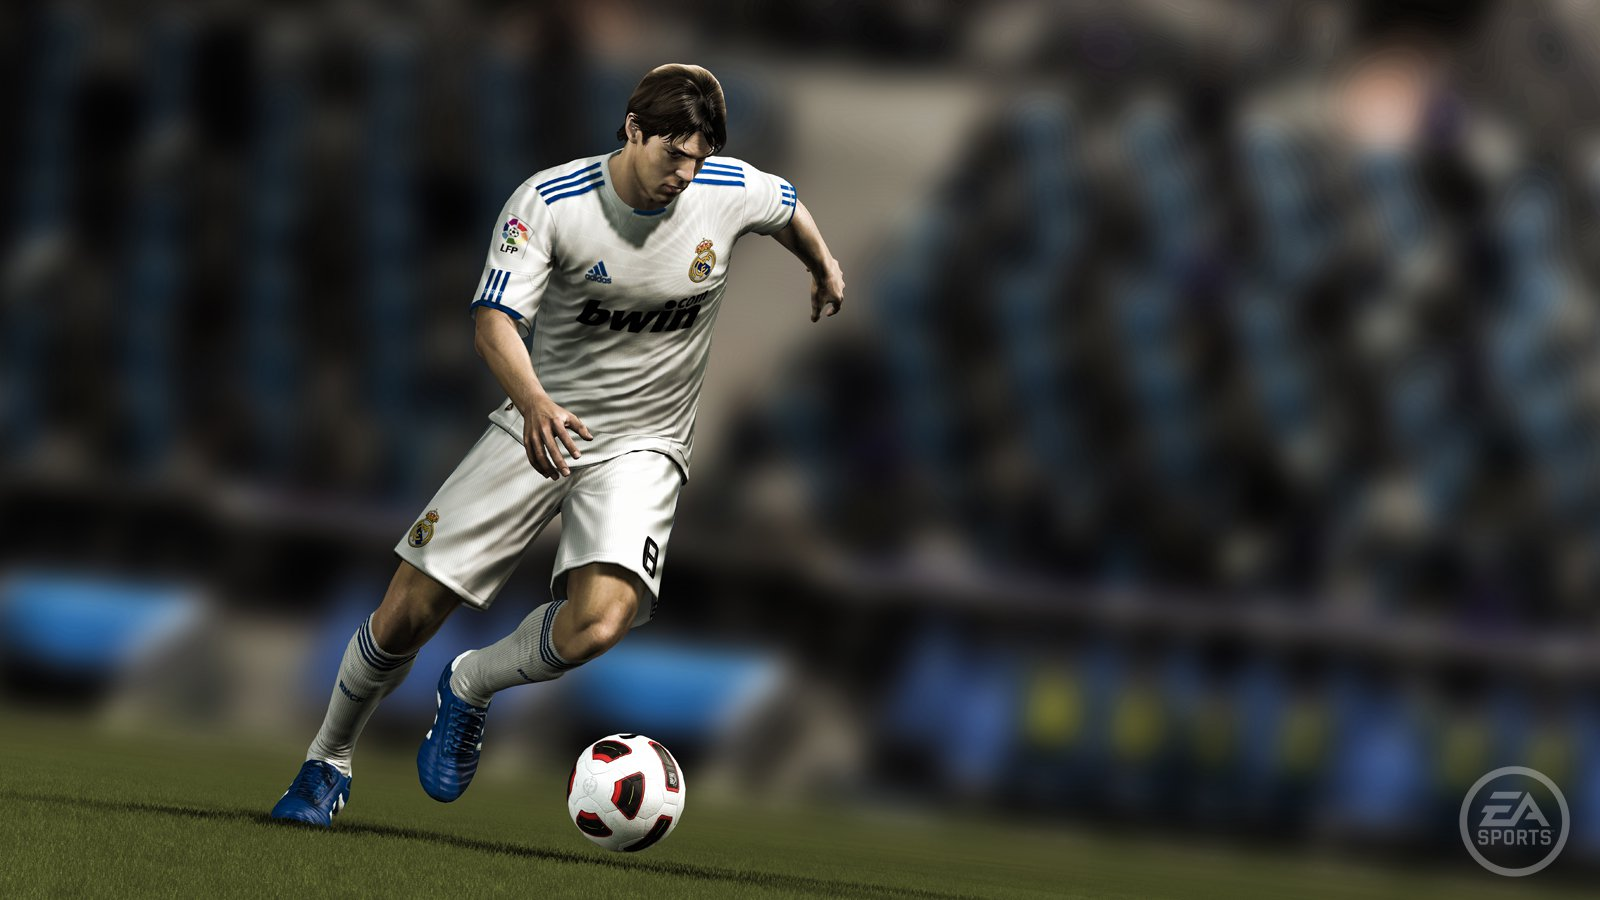 LFP
adidas
bwin
.com
8
EA
SPORTS